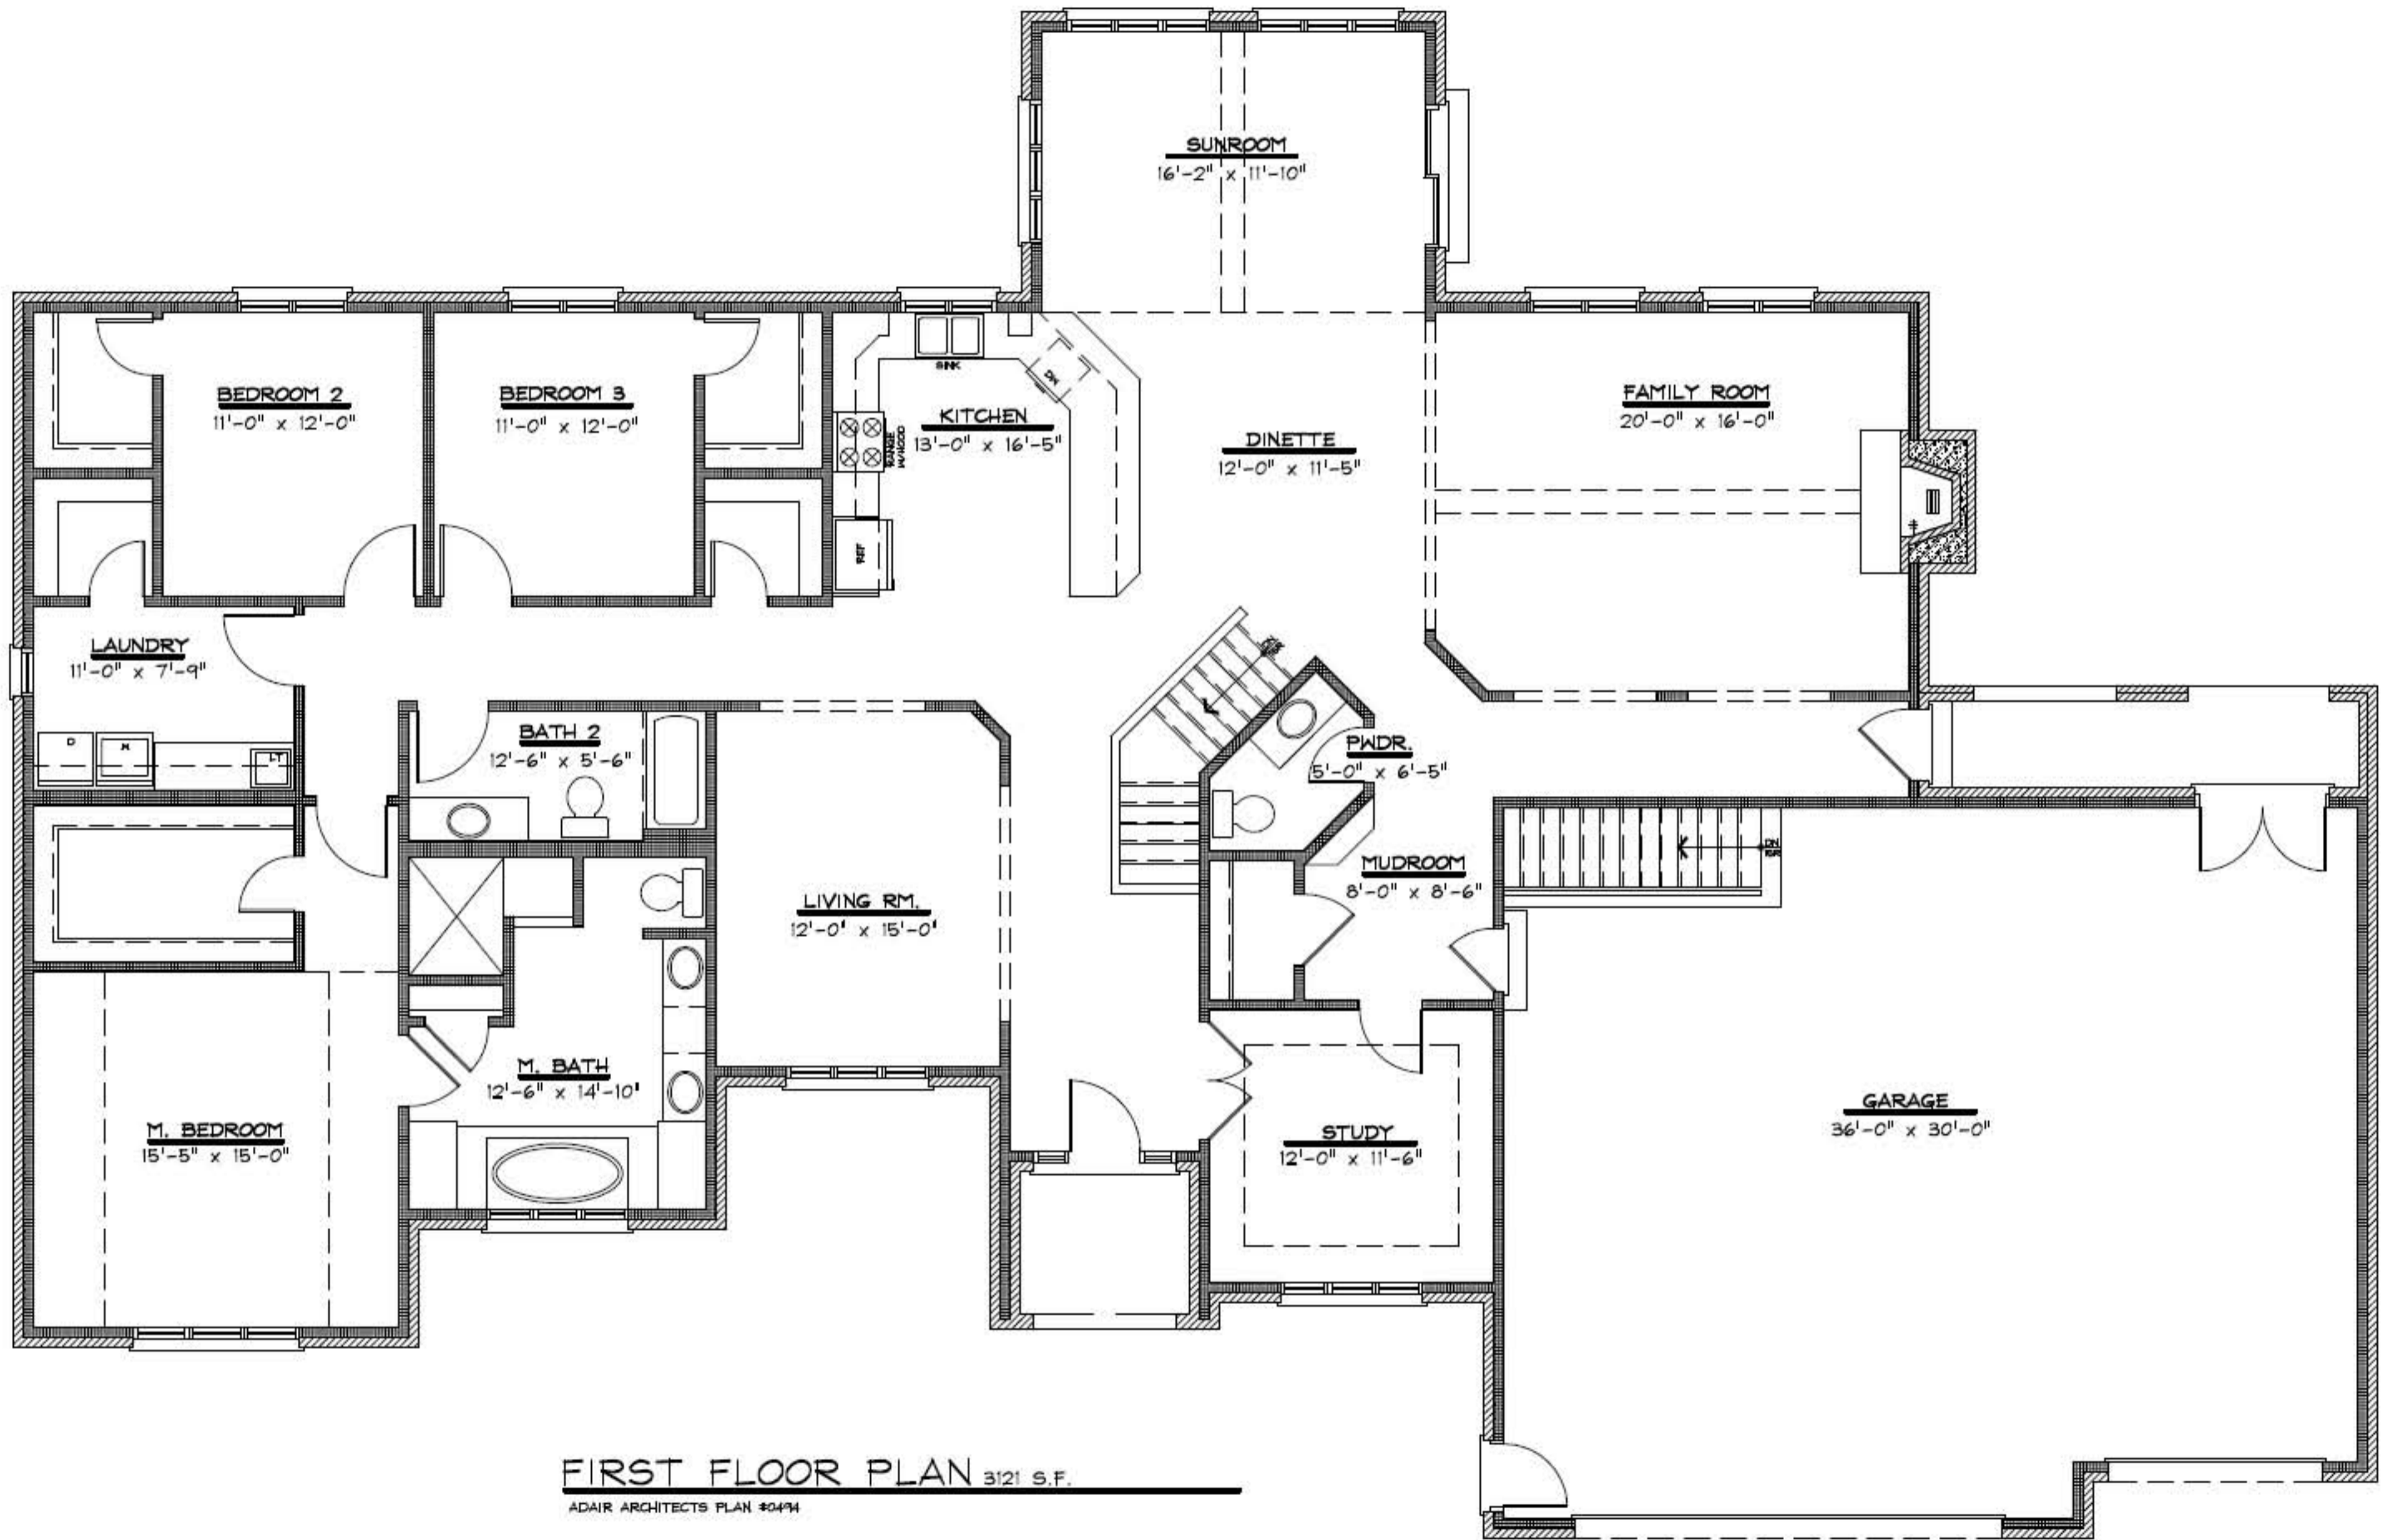 SUNROOM
16'-2" x 11'-10"
BEDROOM 2
11'-0" x 12'-0"
BEDROOM 3
11'-0" x 12'-0"
SINK
DW
KITCHEN
13'-0" x 16'-5"
RANGE
W/HOOD
REF
DINETTE
12'-0" x 11'-5"
FAMILY ROOM
20'-0" x 16'-0"
LAUNDRY
11'-0" x 7'-9"
D
W
LT
BATH 2
12'-6" x 5'-6"
PWDR.
5'-0" x 6'-5"
MUDROOM
8'-0" x 8'-6"
DN
LIVING RM.
12'-0" x 15'-0"
M. BATH
12'-6" x 14'-10"
M. BEDROOM
15'-5" x 15'-0"
STUDY
12'-0" x 11'-6"
GARAGE
36'-0" x 30'-0"
FIRST FLOOR PLAN 3121 S.F.
ADAIR ARCHITECTS PLAN